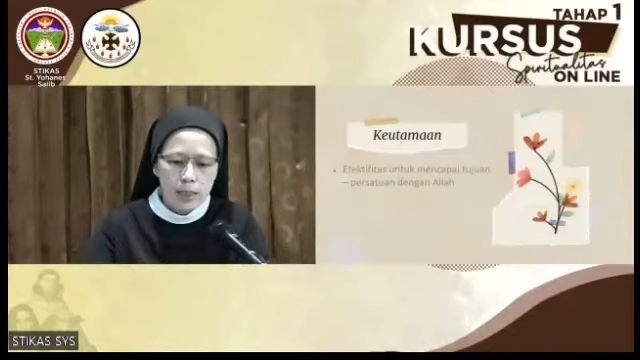 STIKAS
St. Yohanes
Salib
TAHAP 1
KURSUS
Spiritualitas
ON LINE
Keutamaan
• Efektifitas untuk mencapai tujuan
– persatuan dengan Allah
STIKAS SYS